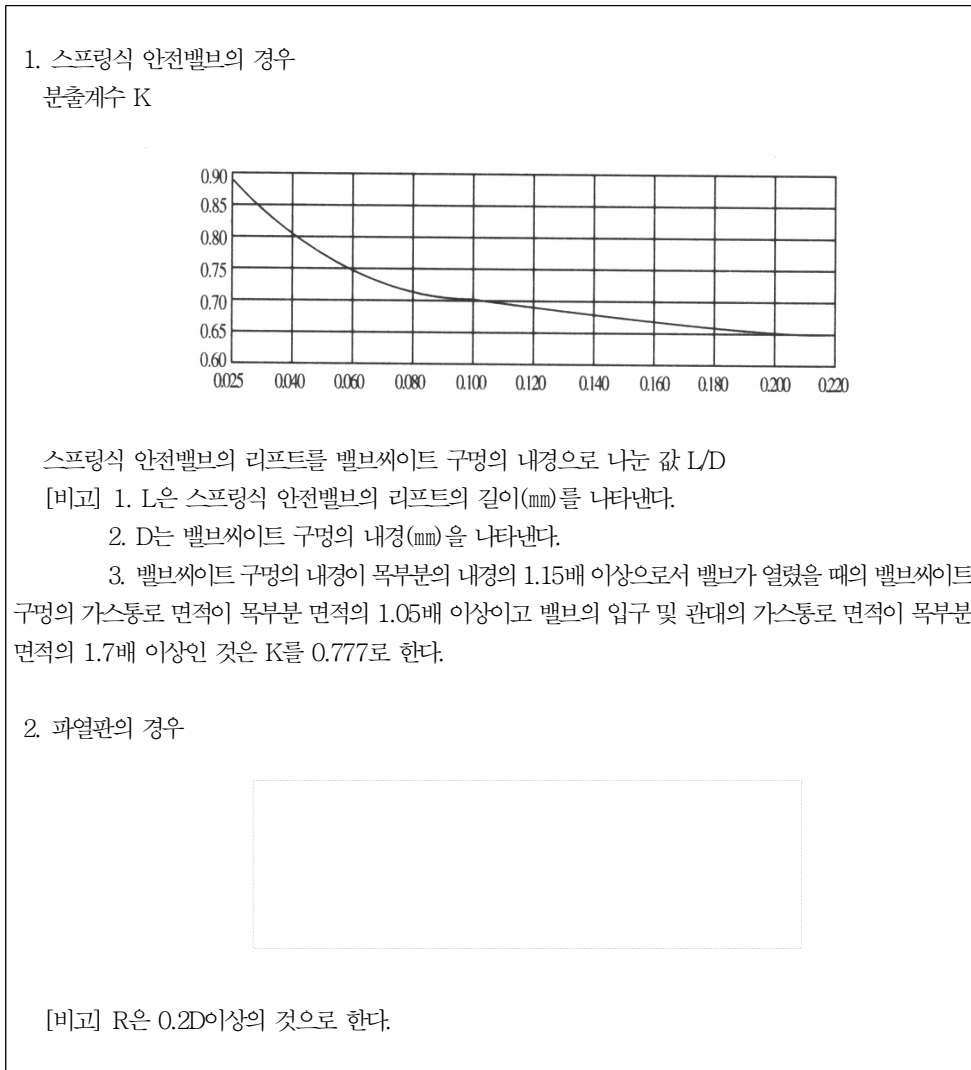 1. 스프링식 안전밸브의 경우
분출계수 K
0.90
0.85
0.80
0.75
0.70
0.65
0.60
0.025 0.040 0.060 0.080 0.100 0.120 0.140 0.160 0.180 0.200 0.220
스프링식 안전밸브의 리프트를 밸브씨이트 구멍의 내경으로 나눈 값 L/D
[비고] 1. L은 스프링식 안전밸브의 리프트의 길이(㎜)를 나타낸다.
2. D는 밸브씨이트 구멍의 내경(㎜)을 나타낸다.
3. 밸브씨이트 구멍의 내경이 목부분의 내경의 1.15배 이상으로서 밸브가 열렸을 때의 밸브씨이트
구멍의 가스통로 면적이 목부분 면적의 1.05배 이상이고 밸브의 입구 및 관대의 가스통로 면적이 목부분
면적의 1.7배 이상인 것은 K를 0.777로 한다.
2. 파열판의 경우
[비고] R은 0.2D이상의 것으로 한다.